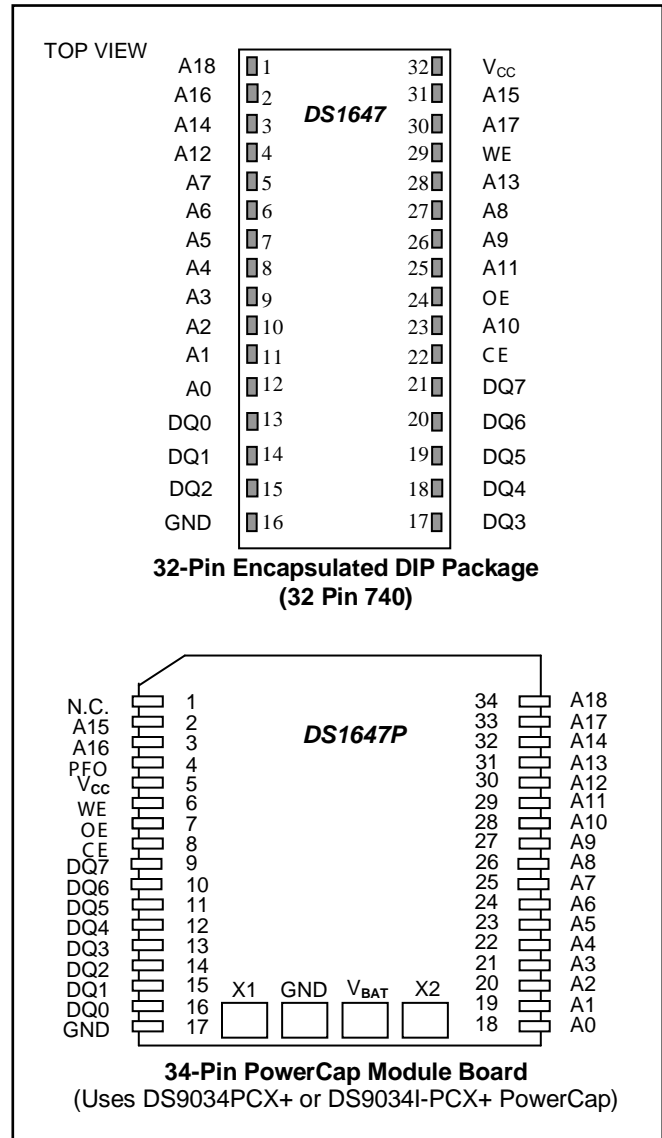 TOP VIEW
DS1647
A18 1 32 VCC
A16 2 31 A15
A14 3 30 A17
A12 4 29 WE
A7 5 28 A13
A6 6 27 A8
A5 7 26 A9
A4 8 25 A11
A3 9 24 OE
A2 10 23 A10
A1 11 22 CE
A0 12 21 DQ7
DQ0 13 20 DQ6
DQ1 14 19 DQ5
DQ2 15 18 DQ4
GND 16 17 DQ3
32-Pin Encapsulated DIP Package
(32 Pin 740)
DS1647P
N.C. 1 34 A18
A15 2 33 A17
A16 3 32 A14
PFO 4 31 A13
VCC 5 30 A12
WE 6 29 A11
OE 7 28 A10
CE 8 27 A9
DQ7 9 26 A8
DQ6 10 25 A7
DQ5 11 24 A6
DQ4 12 23 A5
DQ3 13 22 A4
DQ2 14 21 A3
DQ1 15 20 A2
DQ0 16 19 A1
GND 17 18 A0
X1 GND VBAT X2
34-Pin PowerCap Module Board
(Uses DS9034PCX+ or DS9034I-PCX+ PowerCap)